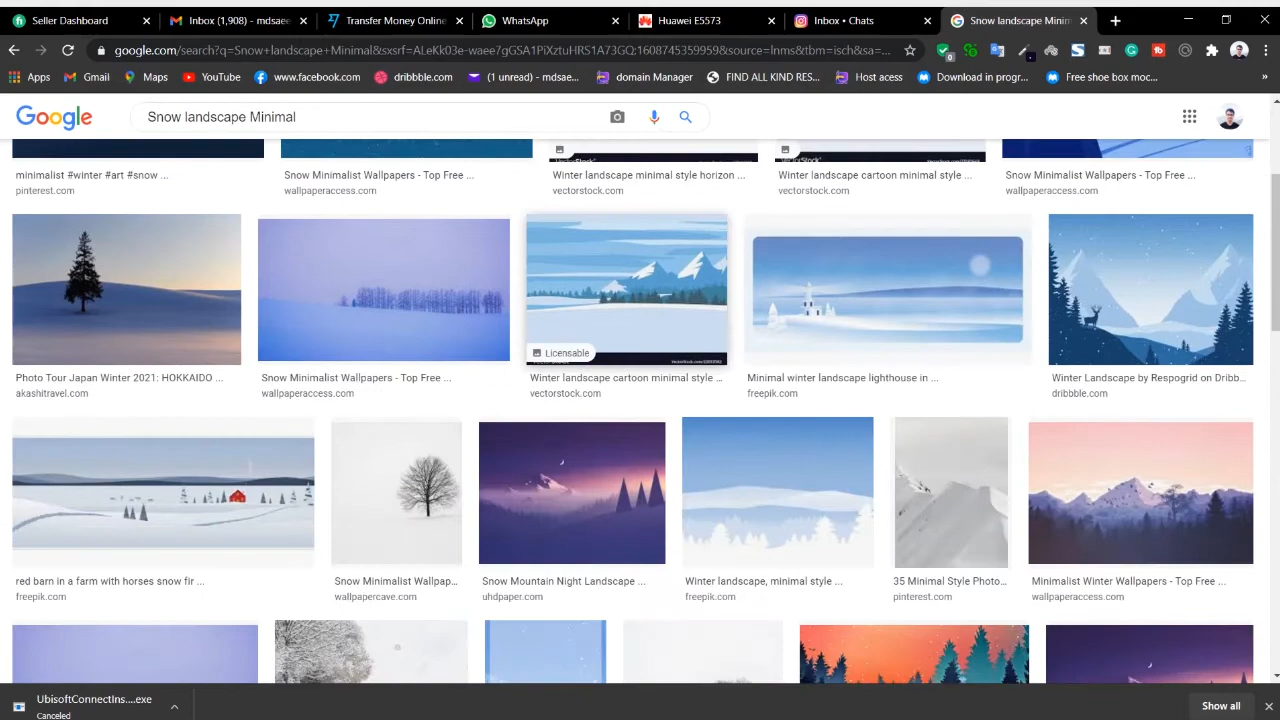 Seller Dashboard
Inbox (1,908) - mdsaee
Transfer Money Online
WhatsApp
Huawei E5573
Inbox • Chats
Snow landscape Minim
google.com/search?q=Snow+landscape+Minimal&sxsrf=ALeKk03e-waee7gGSA1PiXztuHRS1A73GQ:1608745359959&source=lnms&tbm=isch&sa=...
Apps
Gmail
Maps
YouTube
www.facebook.com
dribbble.com
(1 unread) - mdsae...
domain Manager
FIND ALL KIND RES...
Host acess
Download in progr...
Free shoe box moc...
Google
Snow landscape Minimal
minimalist #winter #art #snow ...
pinterest.com
Snow Minimalist Wallpapers - Top Free ...
wallpaperaccess.com
VectorStock
Winter landscape minimal style horizon ...
vectorstock.com
VectorStock
Winter landscape cartoon minimal style ...
vectorstock.com
Snow Minimalist Wallpapers - Top Free ...
wallpaperaccess.com
Photo Tour Japan Winter 2021: HOKKAIDO ...
akashitravel.com
Snow Minimalist Wallpapers - Top Free ...
wallpaperaccess.com
Licensable
Winter landscape cartoon minimal style ...
vectorstock.com
Minimal winter landscape lighthouse in ...
freepik.com
Winter Landscape by Respogrid on Dribb...
dribbble.com
red barn in a farm with horses snow fir ...
freepik.com
Snow Minimalist Wallpap...
wallpapercave.com
Snow Mountain Night Landscape ...
uhdpaper.com
Winter landscape, minimal style ...
freepik.com
35 Minimal Style Photo...
pinterest.com
Minimalist Winter Wallpapers - Top Free ...
wallpaperaccess.com
UbisoftConnectIns....exe
Canceled
Show all